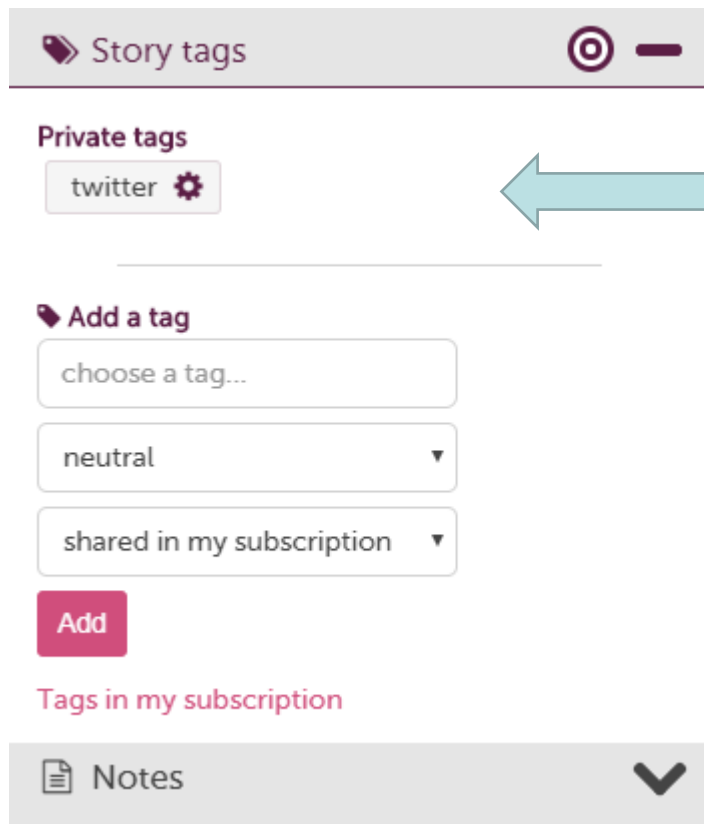 Story tags
Private tags
twitter
Add a tag
choose a tag...
neutral
shared in my subscription
Add
Tags in my subscription
Notes